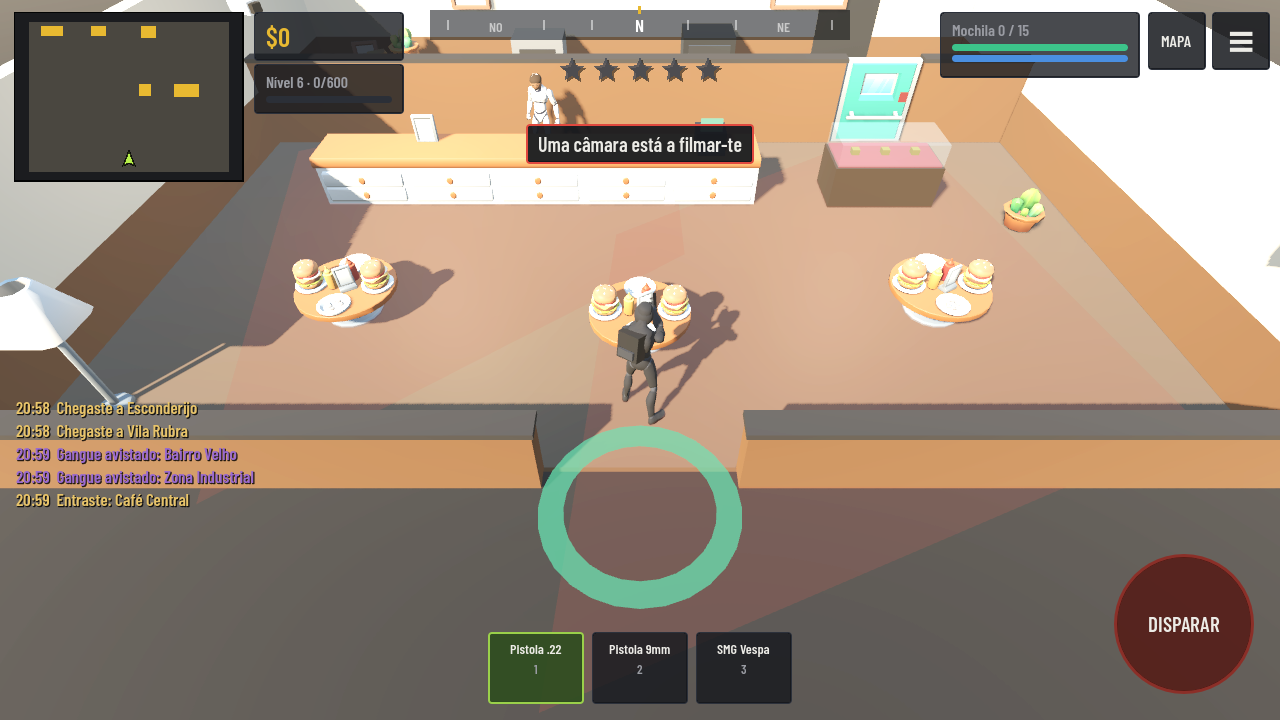 $0
Nível 6 · 0/600
NO
N
NE
Mochila 0 / 15
MAPA
Uma câmara está a filmar-te
20:58 Chegaste a Esconderijo
20:58 Chegaste a Vila Rubra
20:59 Gangue avistado: Bairro Velho
20:59 Gangue avistado: Zona Industrial
20:59 Entraste: Café Central
DISPARAR
Pistola .22
1
Pistola 9mm
2
SMG Vespa
3